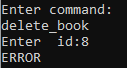 Enter command:
delete_book
Enter  id:8
ERROR